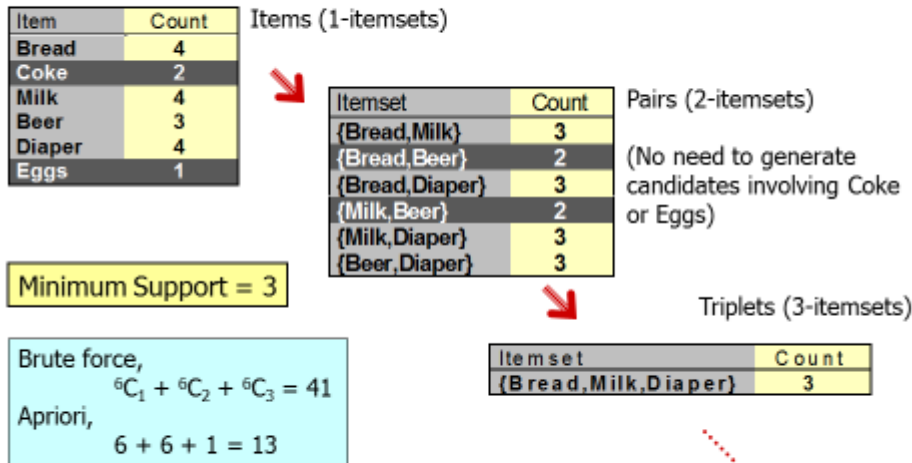 Item Count
Bread 4
Coke 2
Milk 4
Beer 3
Diaper 4
Eggs 1
Items (1-itemsets)
Itemset Count
{Bread,Milk} 3
{Bread,Beer} 2
{Bread,Diaper} 3
{Milk,Beer} 2
{Milk,Diaper} 3
{Beer,Diaper} 3
Pairs (2-itemsets)
(No need to generate
candidates involving Coke
or Eggs)
Minimum Support = 3
Triplets (3-itemsets)
Itemset Count
{Bread,Milk,Diaper} 3
Brute force,
⁶C₁ + ⁶C₂ + ⁶C₃ = 41
Apriori,
6 + 6 + 1 = 13